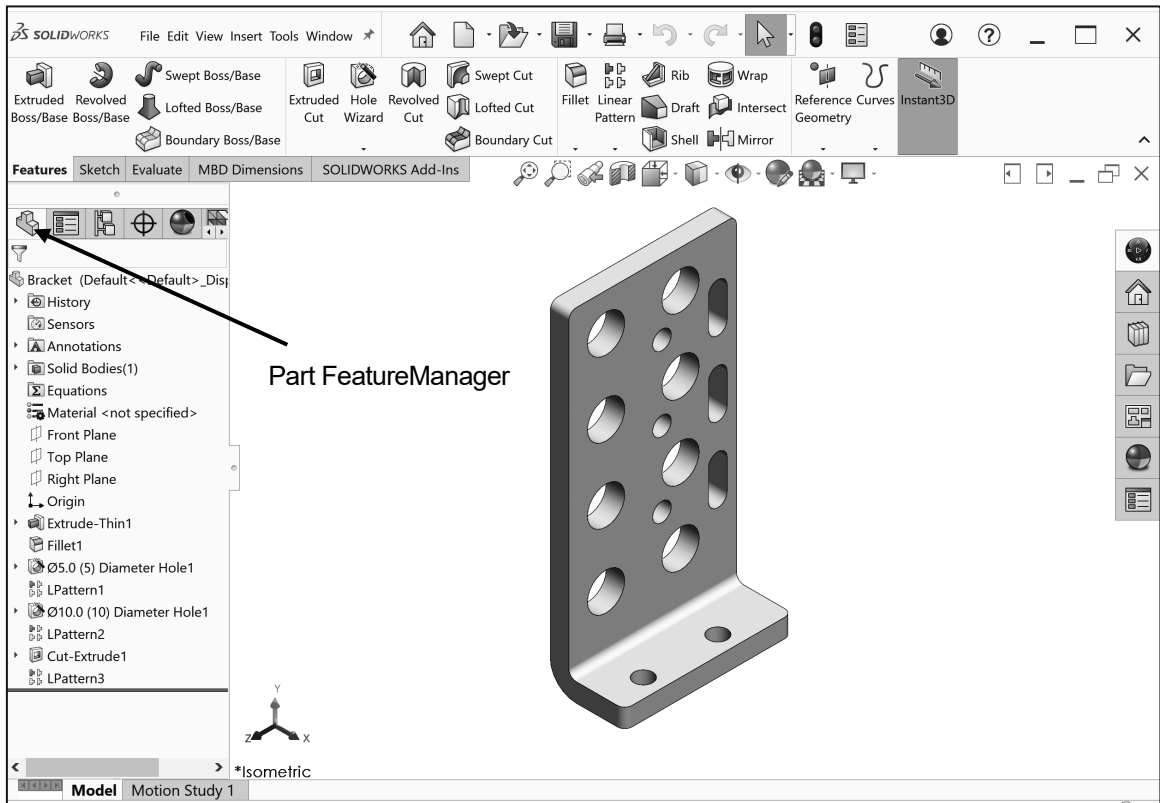 SOLIDWORKS File Edit View Insert Tools Window
Extruded Boss/Base
Revolved Boss/Base
Swept Boss/Base
Lofted Boss/Base
Boundary Boss/Base
Extruded Cut
Hole Wizard
Revolved Cut
Swept Cut
Lofted Cut
Boundary Cut
Fillet
Linear Pattern
Rib
Draft
Shell
Wrap
Intersect
Mirror
Reference Geometry
Curves
Instant3D
Features Sketch Evaluate MBD Dimensions SOLIDWORKS Add-Ins
Bracket (Default<<Default>_Disp
History
Sensors
Annotations
Solid Bodies(1)
Equations
Material <not specified>
Front Plane
Top Plane
Right Plane
Origin
Extrude-Thin1
Fillet1
Ø5.0 (5) Diameter Hole1
LPattern1
Ø10.0 (10) Diameter Hole1
LPattern2
Cut-Extrude1
LPattern3
Part FeatureManager
Y
Z
X
*Isometric
Model Motion Study 1